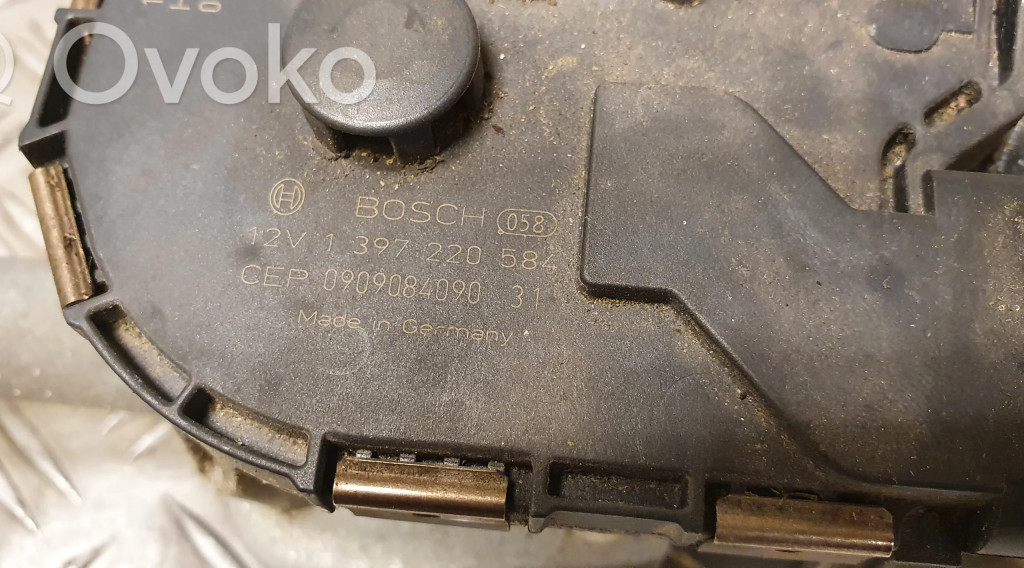 Ovoko
BOSCH 058
12V 1 397 220 584
CEP 0909084090 31
Made in Germany